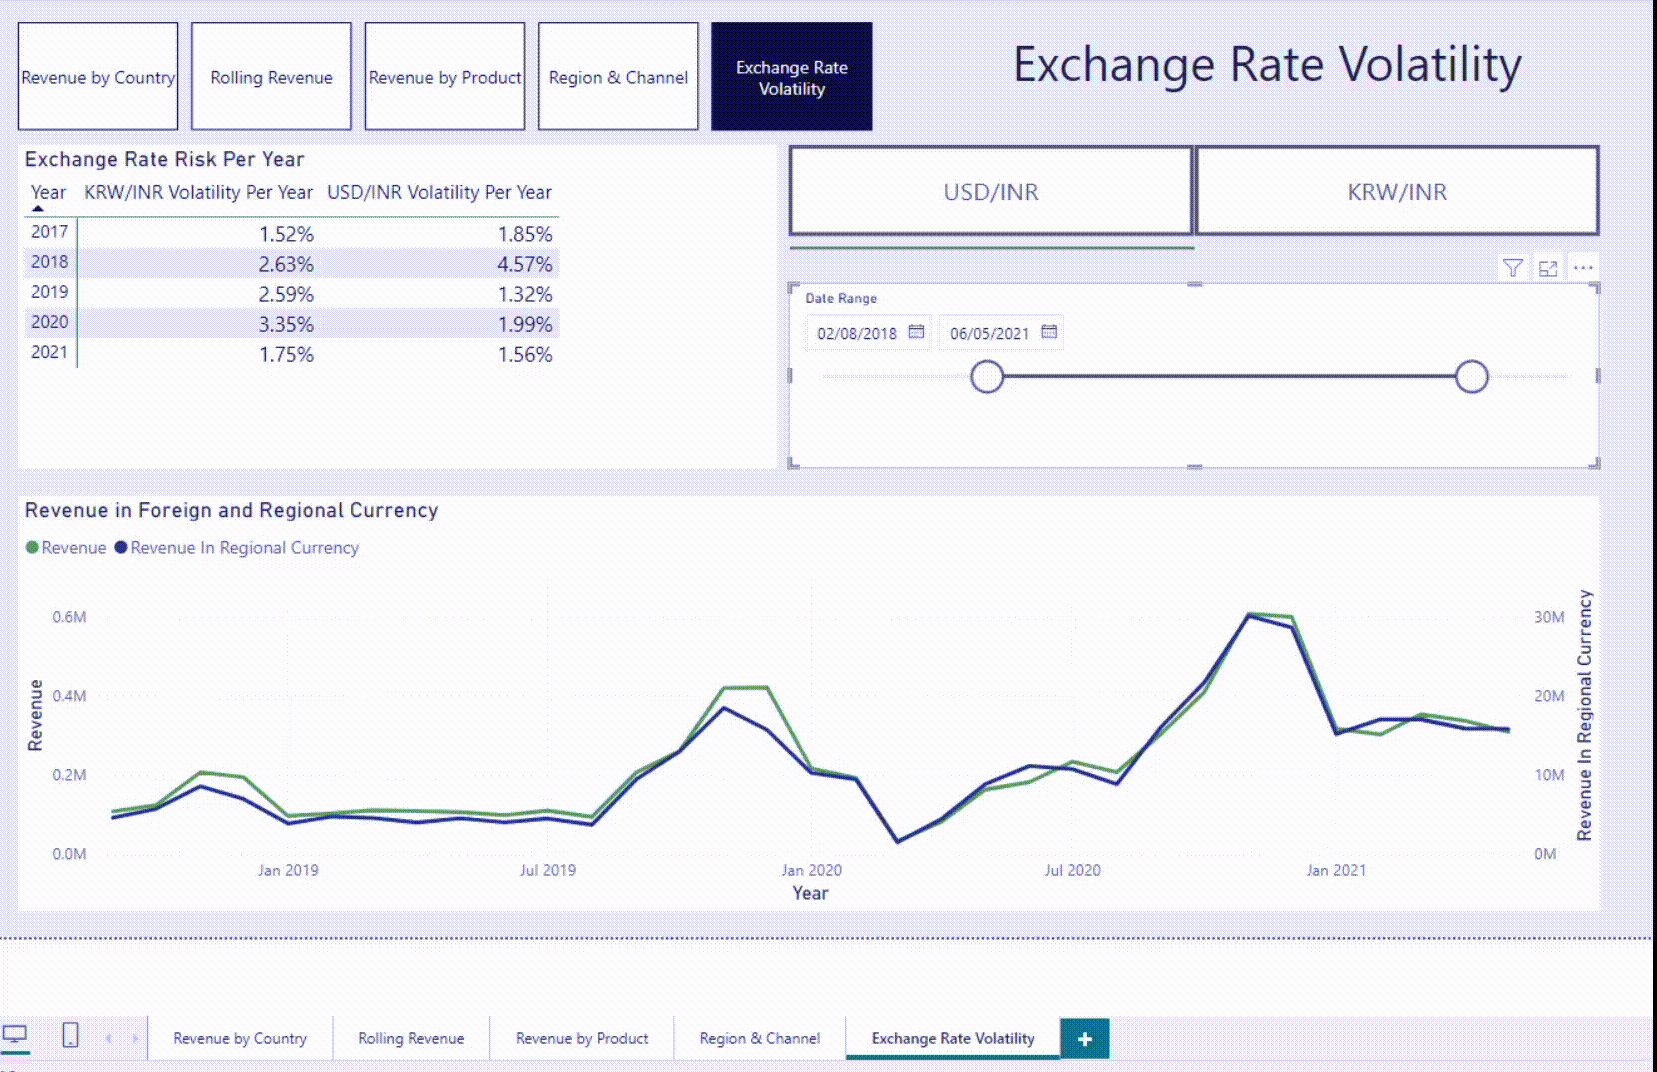 Revenue by Country
Rolling Revenue
Revenue by Product
Region & Channel
Exchange Rate
Volatility
Exchange Rate Volatility
Exchange Rate Risk Per Year
Year KRW/INR Volatility Per Year USD/INR Volatility Per Year
2017 1.52% 1.85%
2018 2.63% 4.57%
2019 2.59% 1.32%
2020 3.35% 1.99%
2021 1.75% 1.56%
USD/INR
KRW/INR
Date Range
02/08/2018 06/05/2021
Revenue in Foreign and Regional Currency
Revenue Revenue In Regional Currency
Revenue
0.6M
0.4M
0.2M
0.0M
30M
20M
10M
0M
Revenue In Regional Currency
Jan 2019 Jul 2019 Jan 2020 Jul 2020 Jan 2021
Year
Revenue by Country Rolling Revenue Revenue by Product Region & Channel Exchange Rate Volatility +